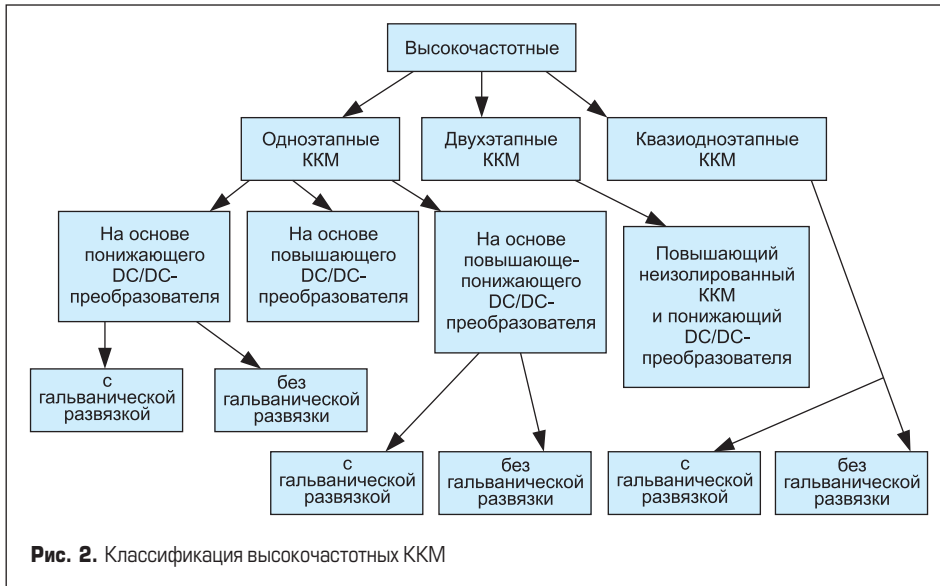 Высокочастотные
Одноэтапные
ККМ
Двухэтапные
ККМ
Квазиодноэтапные
ККМ
На основе
понижающего
DC/DC-
преобразователя
На основе
повышающего
DC/DC-
преобразователя
На основе
повышающе-
понижающего
DC/DC-
преобразователя
Повышающий
неизолированный
ККМ
и понижающий
DC/DC-
преобразователя
с
гальванической
развязкой
без
гальванической
развязки
с
гальванической
развязкой
без
гальванической
развязки
с
гальванической
развязкой
без
гальванической
развязки
Рис. 2. Классификация высокочастотных ККМ